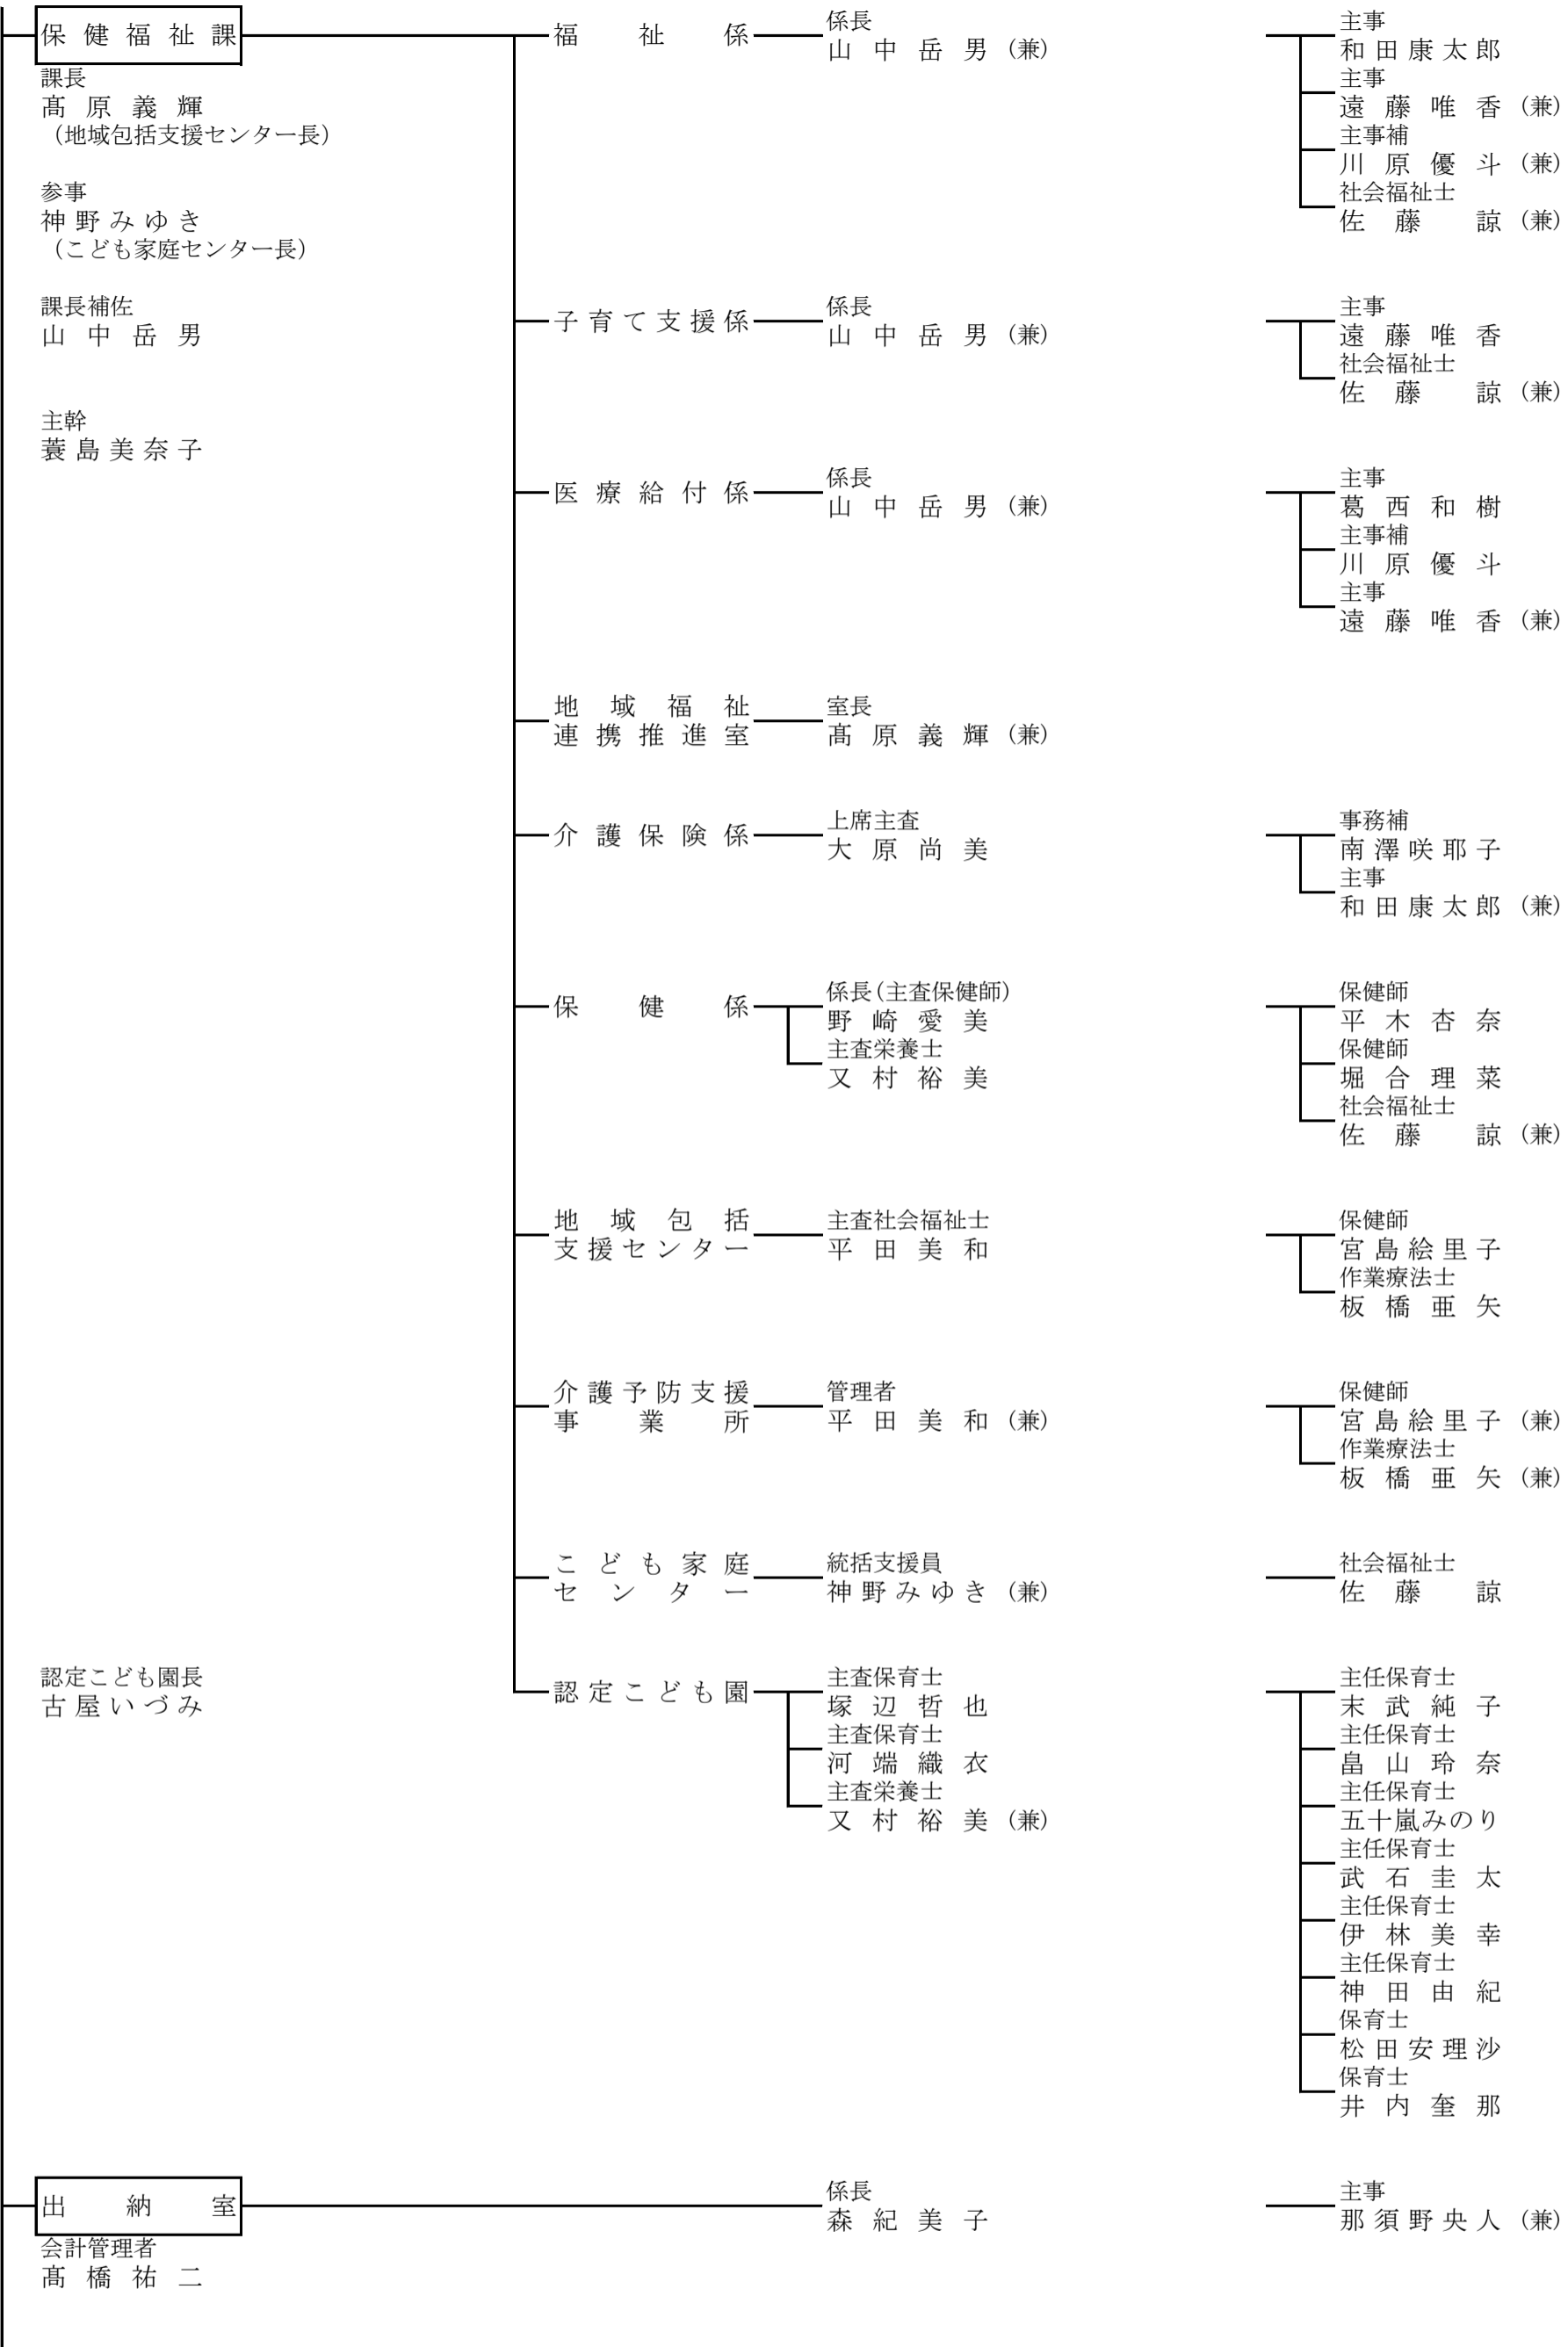 保健福祉課
課長
髙原義輝
（地域包括支援センター長）
参事
神野みゆき
（こども家庭センター長）
課長補佐
山中岳男
主幹
蓑島美奈子
福祉係
係長
山中岳男（兼）
主事
和田康太郎
主事
遠藤唯香（兼）
主事補
川原優斗（兼）
社会福祉士
佐藤諒（兼）
子育て支援係
係長
山中岳男（兼）
主事
遠藤唯香
社会福祉士
佐藤諒（兼）
医療給付係
係長
山中岳男（兼）
主事
葛西和樹
主事補
川原優斗
主事
遠藤唯香（兼）
地域福祉
連携推進室
室長
髙原義輝（兼）
介護保険係
上席主査
大原尚美
事務補
南澤咲耶子
主事
和田康太郎（兼）
保健係
係長（主査保健師）
野崎愛美
主査栄養士
又村裕美
保健師
平木杏奈
保健師
堀合理菜
社会福祉士
佐藤諒（兼）
地域包括
支援センター
主査社会福祉士
平田美和
保健師
宮島絵里子
作業療法士
板橋亜矢
介護予防支援
事業所
管理者
平田美和（兼）
保健師
宮島絵里子（兼）
作業療法士
板橋亜矢（兼）
こども家庭
センター
統括支援員
神野みゆき（兼）
社会福祉士
佐藤諒
認定こども園長
古屋いづみ
認定こども園
主査保育士
塚辺哲也
主査保育士
河端織衣
主査栄養士
又村裕美（兼）
主任保育士
末武純子
主任保育士
畠山玲奈
主任保育士
五十嵐みのり
主任保育士
武石圭太
主任保育士
伊林美幸
主任保育士
神田由紀
保育士
松田安理沙
保育士
井内奎那
出納室
会計管理者
髙橋祐二
係長
森紀美子
主事
那須野央人（兼）